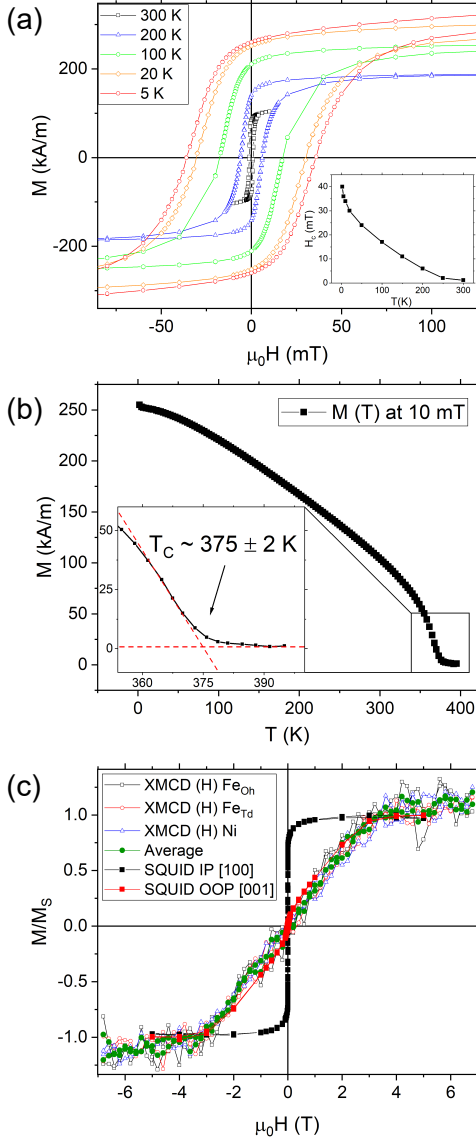 (a)
300 K
200 K
100 K
20 K
5 K
M (kA/m)
200
0
-200
-50
0
50
100
μ₀H (mT)
H_c (mT)
40
30
20
10
0
0
100
200
300
T(K)
(b)
M (T) at 10 mT
M (kA/m)
250
200
150
100
50
0
T_C ~ 375 ± 2 K
50
25
0
360
375
390
0
100
200
300
400
T (K)
(c)
XMCD (H) Fe_Oh
XMCD (H) Fe_Td
XMCD (H) Ni
Average
SQUID IP [100]
SQUID OOP [001]
M/M_S
1.0
0.5
0.0
-0.5
-1.0
-6
-4
-2
0
2
4
6
μ₀H (T)